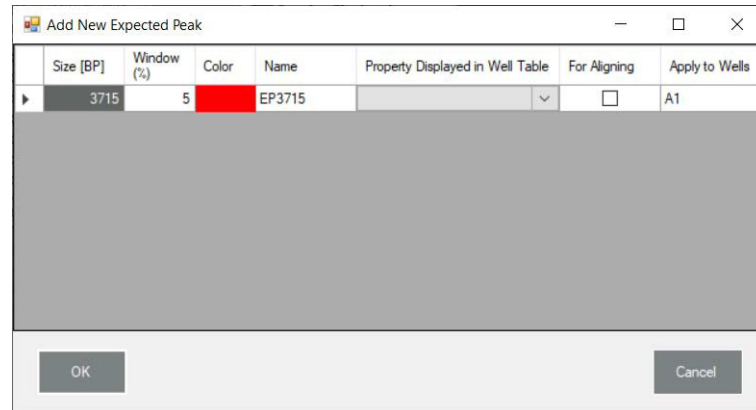 Add New Expected Peak
Size [BP] Window (%) Color Name Property Displayed in Well Table For Aligning Apply to Wells
3715 5 EP3715 A1
OK Cancel